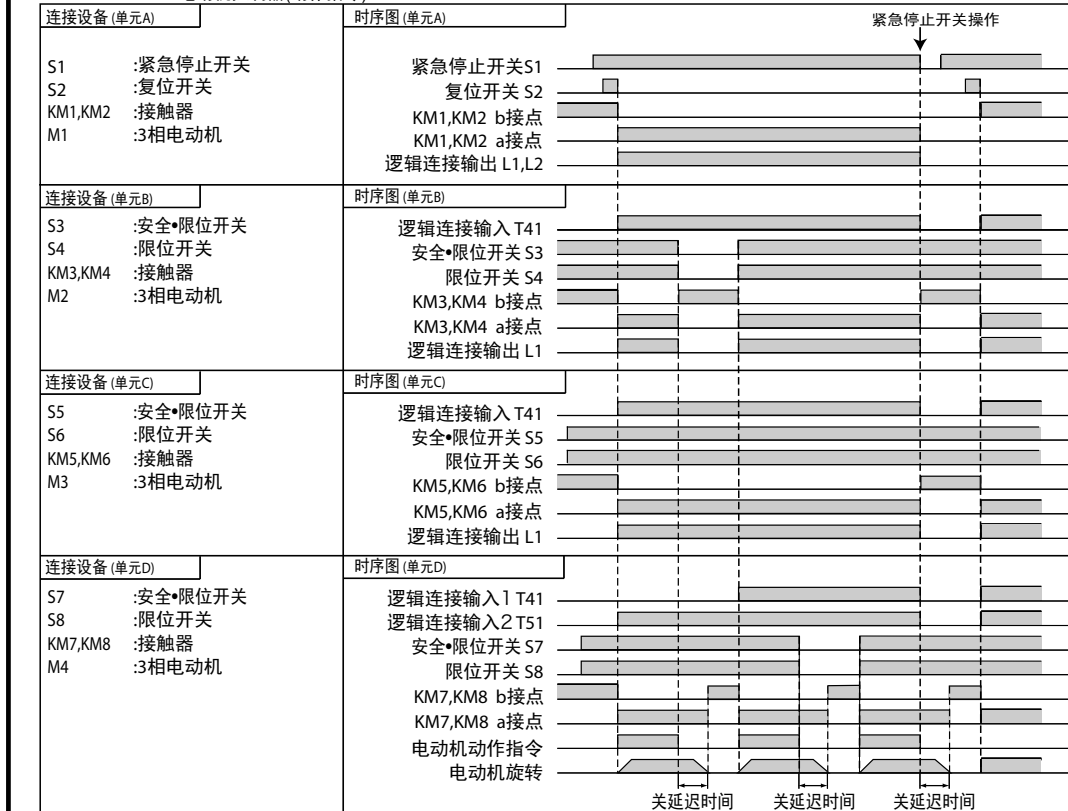 连接设备 (单元A)
S1 :紧急停止开关
S2 :复位开关
KM1,KM2 :接触器
M1 :3相电动机
时序图 (单元A)
紧急停止开关操作
紧急停止开关S1
复位开关 S2
KM1,KM2 b接点
KM1,KM2 a接点
逻辑连接输出 L1,L2
连接设备 (单元B)
S3 :安全•限位开关
S4 :限位开关
KM3,KM4 :接触器
M2 :3相电动机
时序图 (单元B)
逻辑连接输入 T41
安全•限位开关 S3
限位开关 S4
KM3,KM4 b接点
KM3,KM4 a接点
逻辑连接输出 L1
连接设备 (单元C)
S5 :安全•限位开关
S6 :限位开关
KM5,KM6 :接触器
M3 :3相电动机
时序图 (单元C)
逻辑连接输入 T41
安全•限位开关 S5
限位开关 S6
KM5,KM6 b接点
KM5,KM6 a接点
逻辑连接输出 L1
连接设备 (单元D)
S7 :安全•限位开关
S8 :限位开关
KM7,KM8 :接触器
M4 :3相电动机
时序图 (单元D)
逻辑连接输入1 T41
逻辑连接输入2 T51
安全•限位开关 S7
限位开关 S8
KM7,KM8 b接点
KM7,KM8 a接点
电动机动作指令
电动机旋转
关延迟时间 关延迟时间 关延迟时间